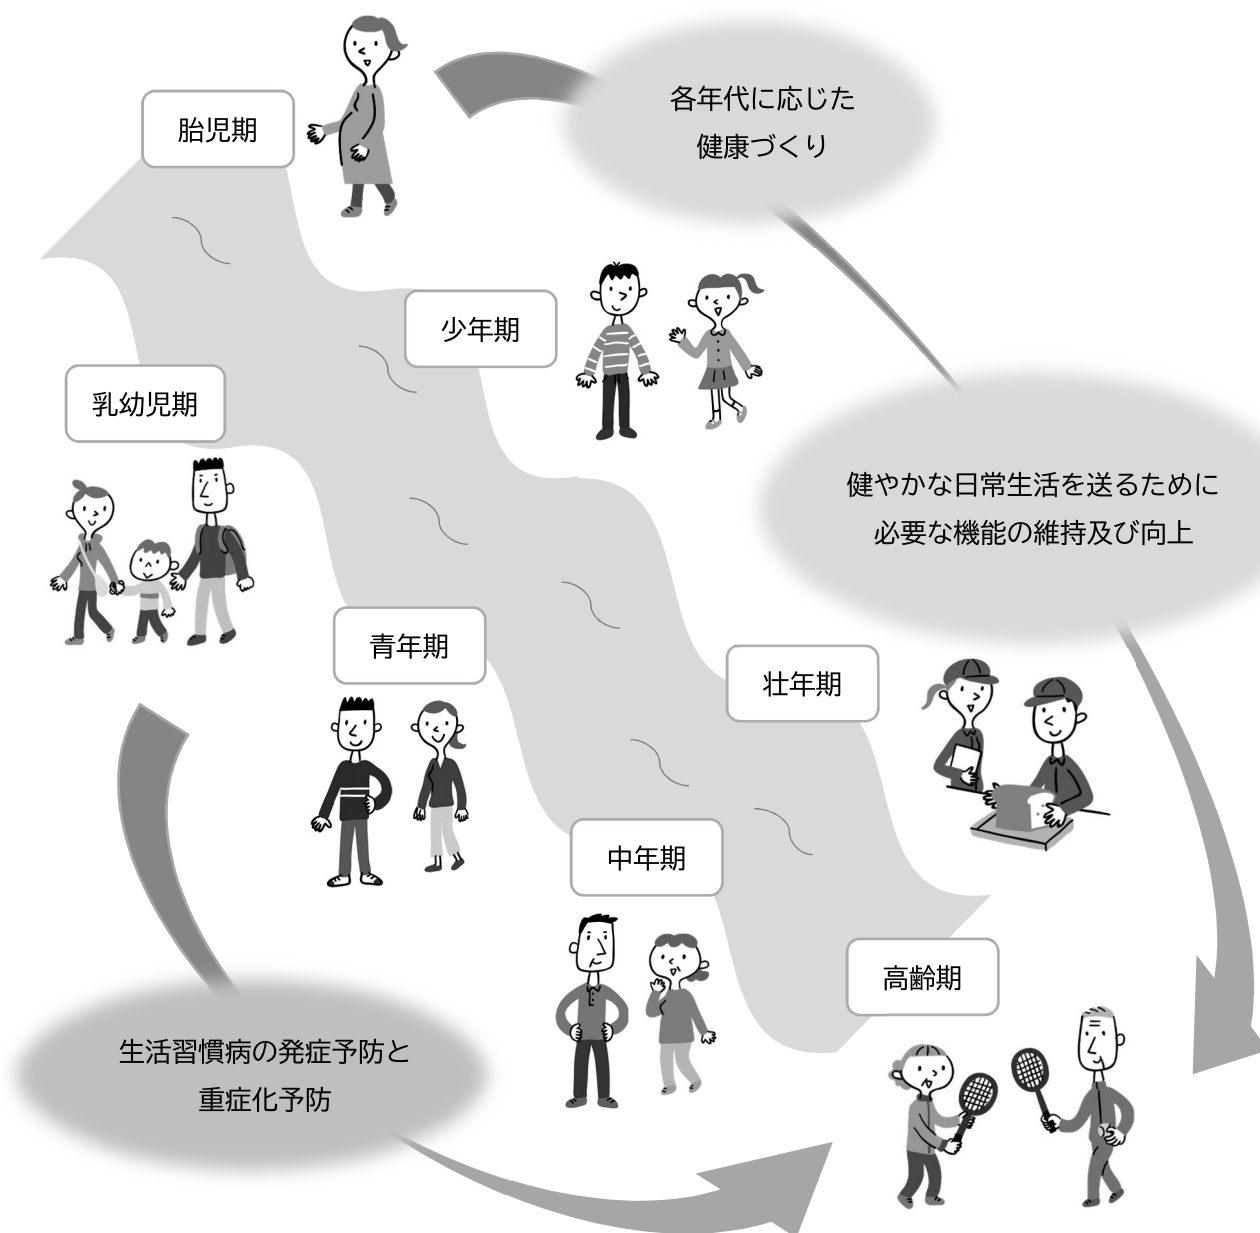 各年代に応じた
健康づくり
胎児期
少年期
乳幼児期
健やかな日常生活を送るために
必要な機能の維持及び向上
青年期
壮年期
中年期
高齢期
生活習慣病の発症予防と
重症化予防